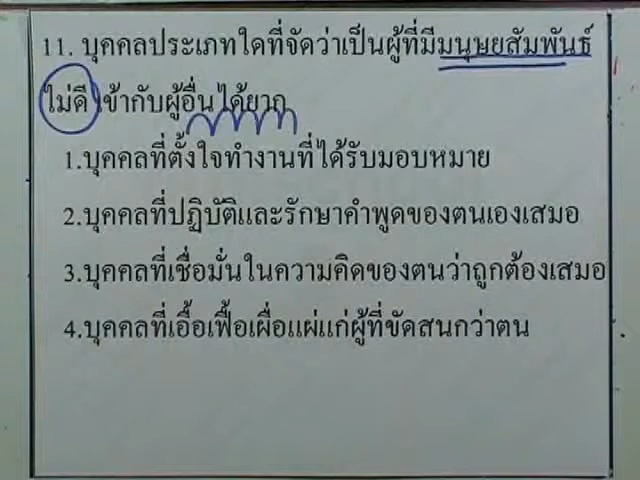 11. บุคคลประเภทใดที่จัดว่าเป็นผู้ที่มีมนุษยสัมพันธ์
ไม่ดี เข้ากับผู้อื่นได้ยาก
1.บุคคลที่ตั้งใจทำงานที่ได้รับมอบหมาย
2.บุคคลที่ปฏิบัติและรักษาคำพูดของตนเองเสมอ
3.บุคคลที่เชื่อมั่นในความคิดของตนว่าถูกต้องเสมอ
4.บุคคลที่เอื้อเฟื้อเผื่อแผ่แก่ผู้ที่ขัดสนกว่าตน